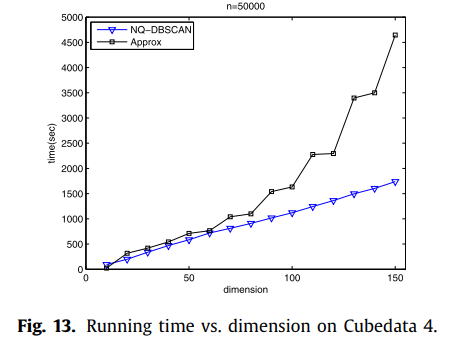 n=50000
5000
4500
4000
3500
3000
2500
2000
1500
1000
500
0
time(sec)
NQ-DBSCAN
Approx
0 50 100 150
dimension
Fig. 13. Running time vs. dimension on Cubedata 4.